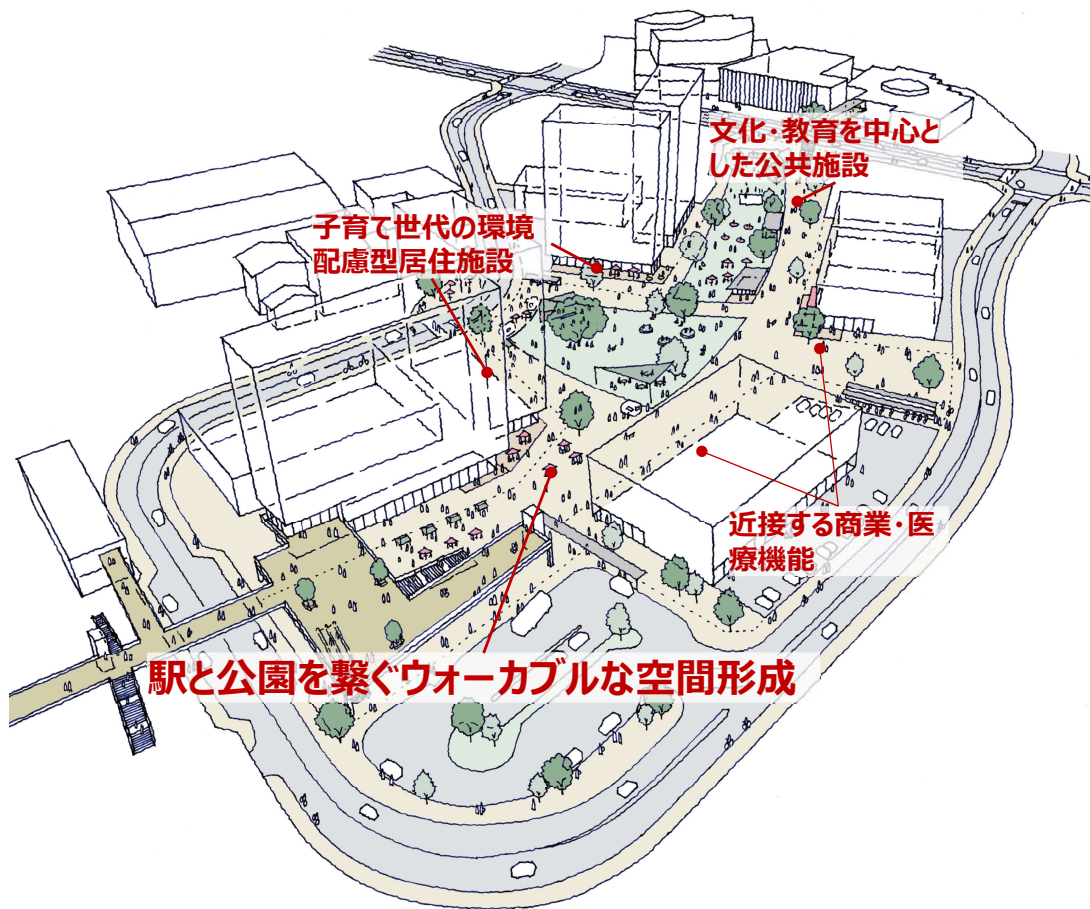 文化・教育を中心と
した公共施設
子育て世代の環境
配慮型居住施設
近接する商業・医
療機能
駅と公園を繋ぐウォーカブルな空間形成